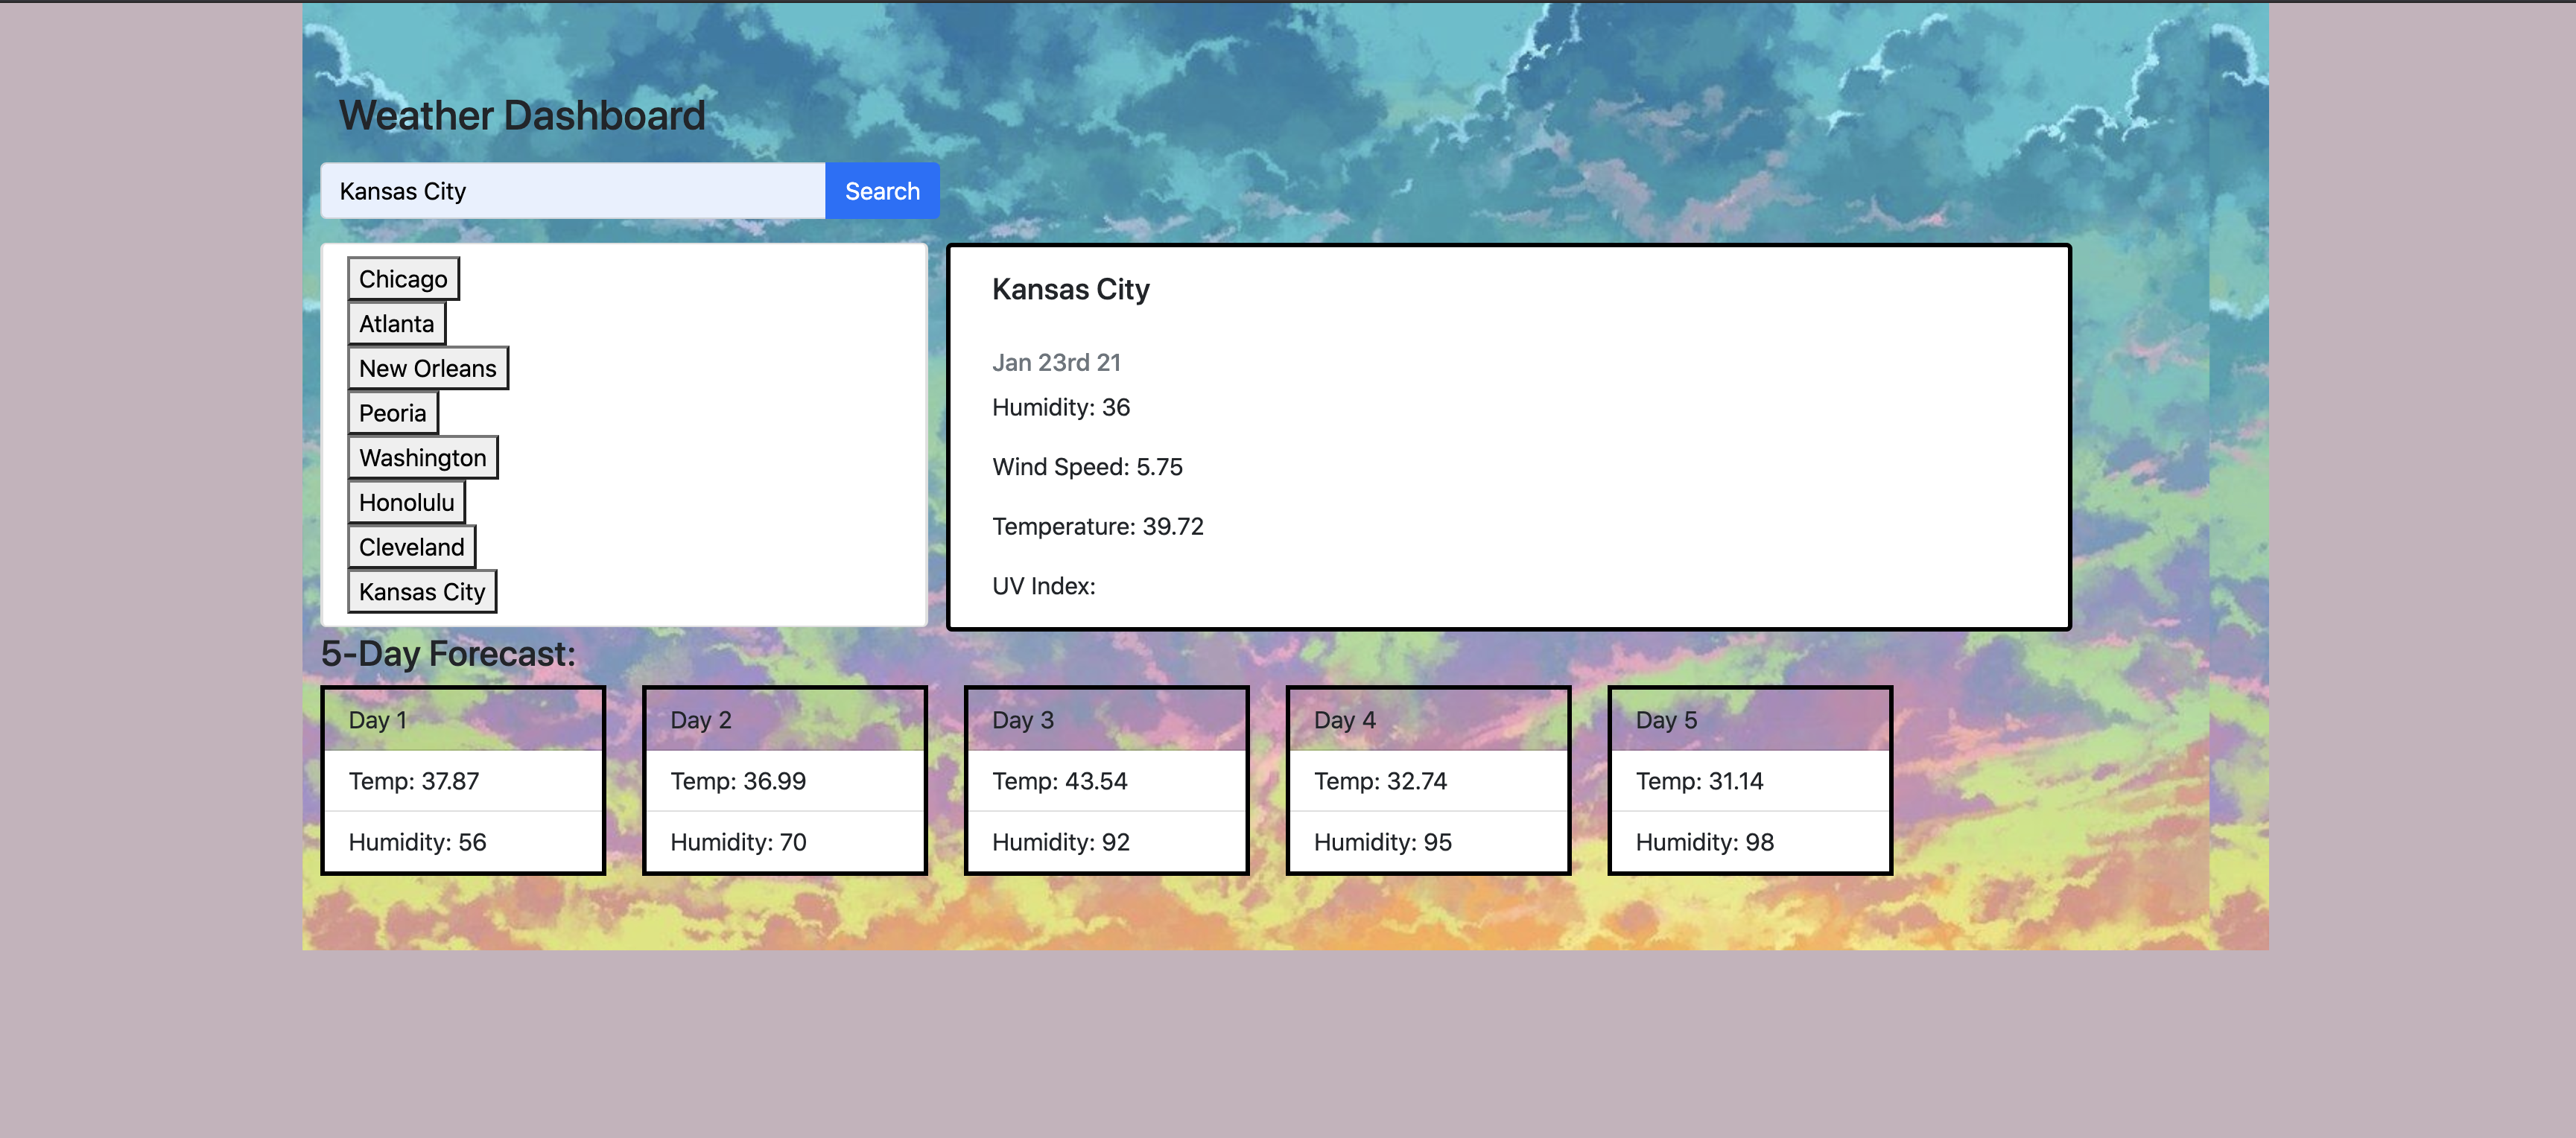 Weather Dashboard
Kansas City Search
Chicago
Atlanta
New Orleans
Peoria
Washington
Honolulu
Cleveland
Kansas City
Kansas City
Jan 23rd 21
Humidity: 36
Wind Speed: 5.75
Temperature: 39.72
UV Index:
5-Day Forecast:
Day 1
Temp: 37.87
Humidity: 56
Day 2
Temp: 36.99
Humidity: 70
Day 3
Temp: 43.54
Humidity: 92
Day 4
Temp: 32.74
Humidity: 95
Day 5
Temp: 31.14
Humidity: 98